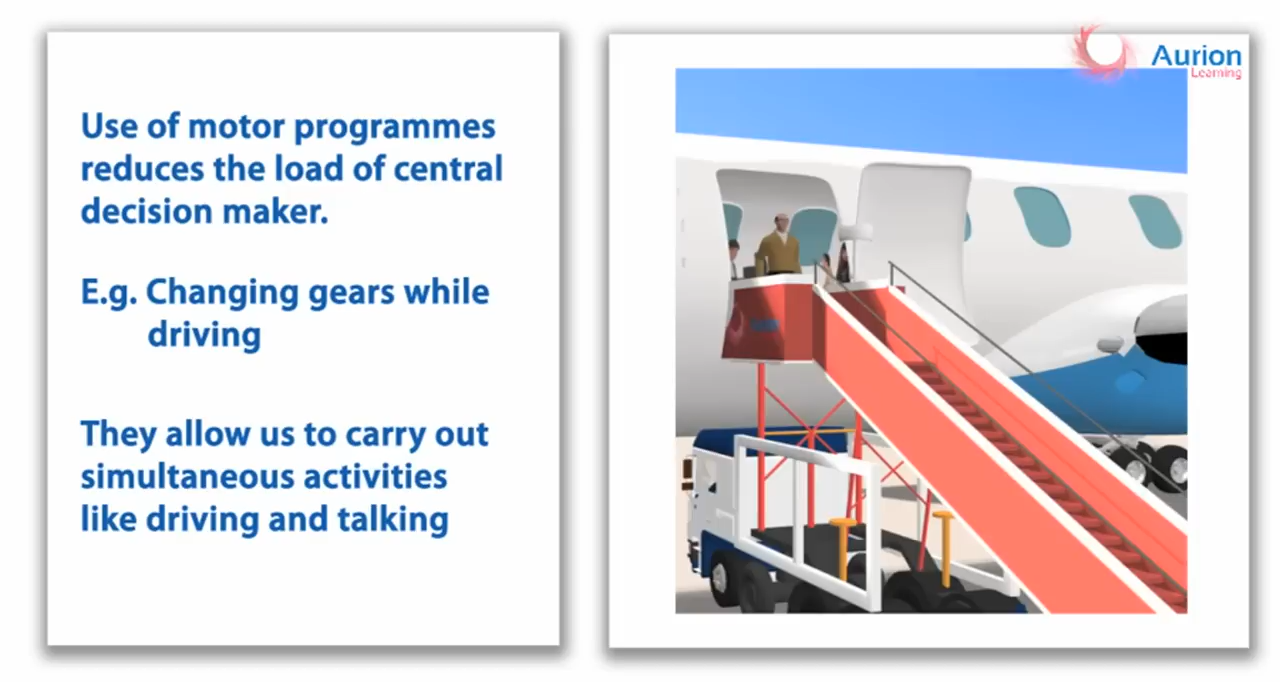 Use of motor programmes
reduces the load of central
decision maker.
E.g. Changing gears while
driving
They allow us to carry out
simultaneous activities
like driving and talking
Aurion
Learning